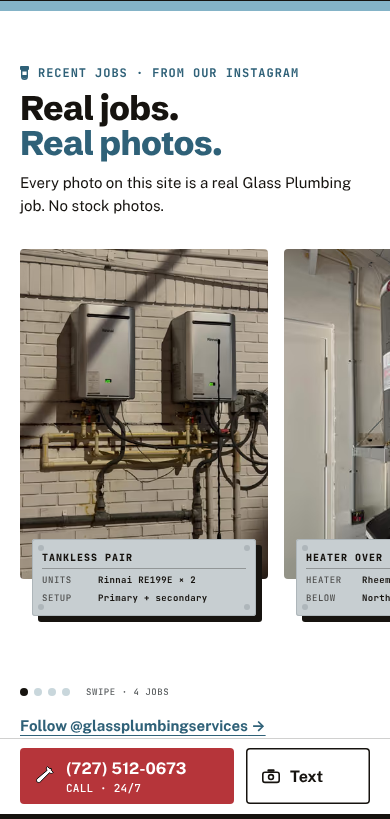 RECENT JOBS · FROM OUR INSTAGRAM
Real jobs.
Real photos.
Every photo on this site is a real Glass Plumbing
job. No stock photos.
TANKLESS PAIR
UNITS Rinnai RE199E × 2
SETUP Primary + secondary
HEATER OVER
HEATER Rheem
BELOW North
SWIPE · 4 JOBS
Follow @glassplumbingservices →
(727) 512-0673
CALL · 24/7
Text